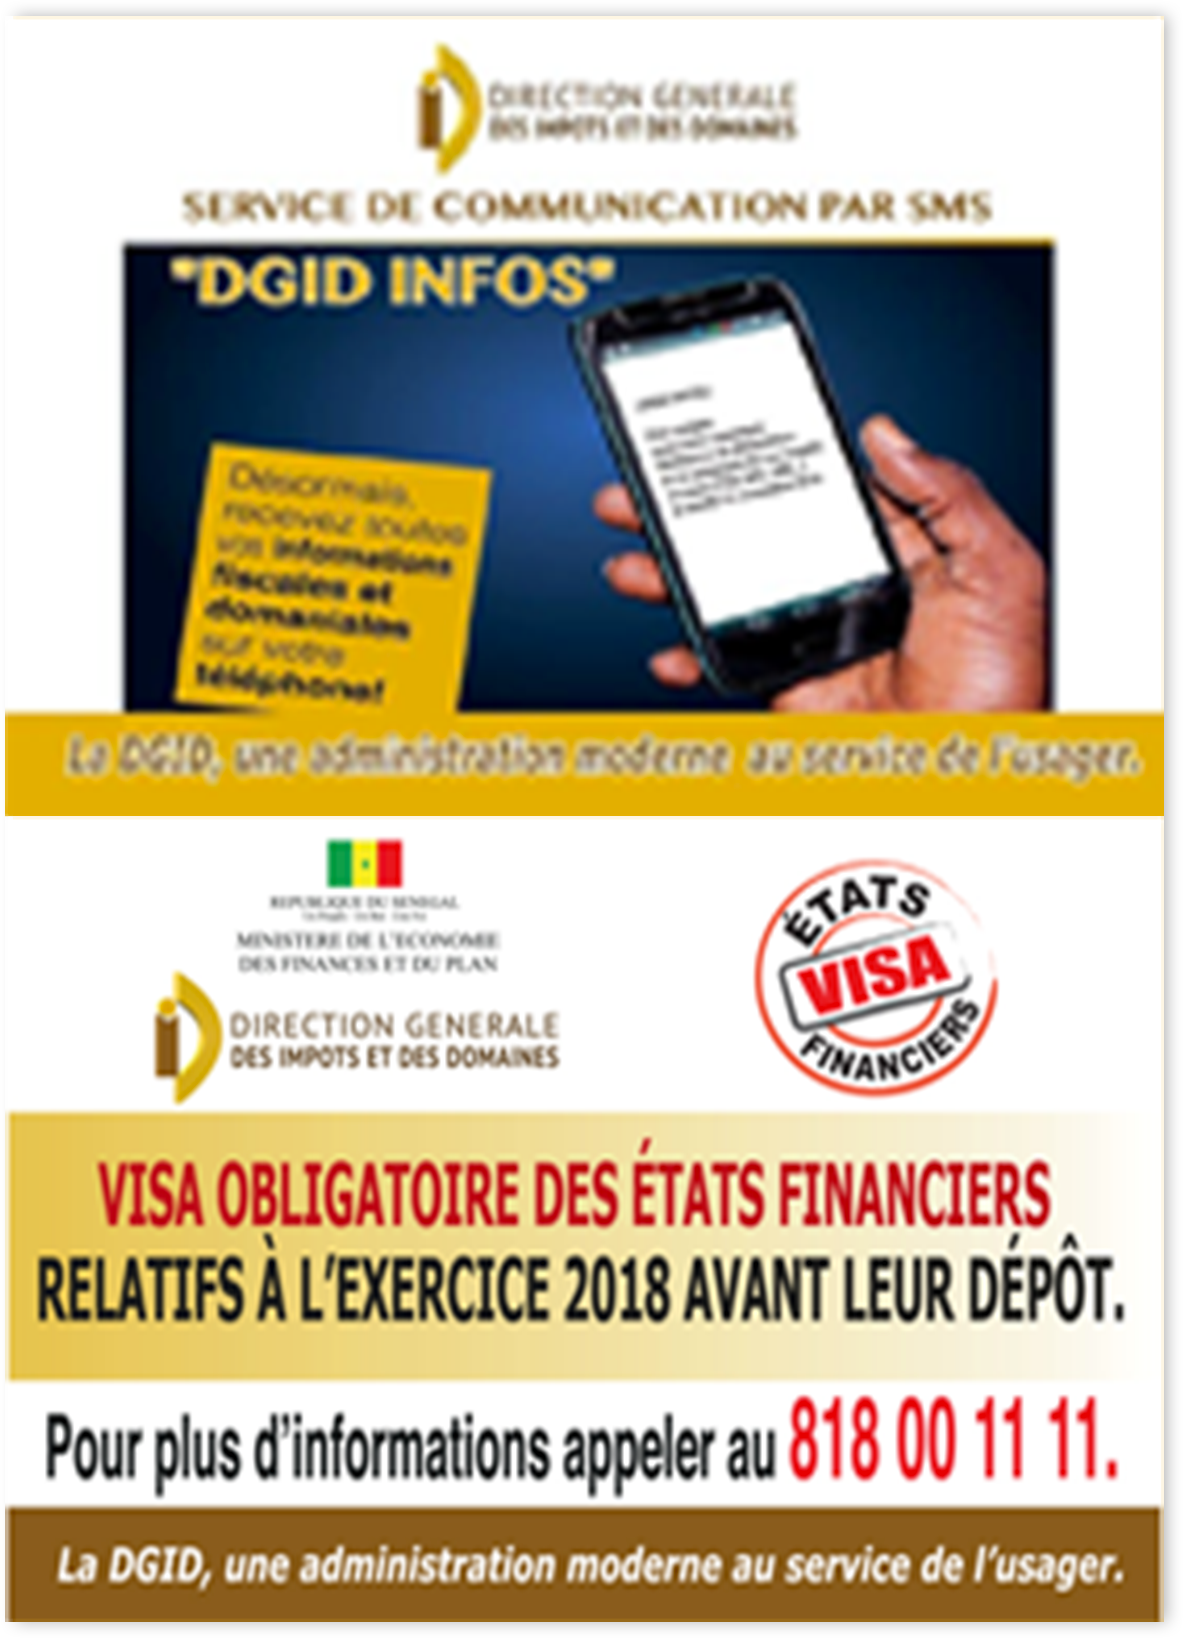 DIRECTION GENERALE
DES IMPOTS ET DES DOMAINES
SERVICE DE COMMUNICATION PAR SMS
"DGID INFOS"
Désormais,
recevez toutes
vos informations
fiscales et
domaniales
sur votre
téléphone!
La DGID, une administration moderne au service de l'usager.
REPUBLIQUE DU SENEGAL
MINISTERE DE L'ECONOMIE
DES FINANCES ET DU PLAN
DIRECTION GENERALE
DES IMPOTS ET DES DOMAINES
ÉTATS
VISA
FINANCIERS
VISA OBLIGATOIRE DES ÉTATS FINANCIERS
RELATIFS À L'EXERCICE 2018 AVANT LEUR DÉPÔT.
Pour plus d'informations appeler au 818 00 11 11.
La DGID, une administration moderne au service de l'usager.